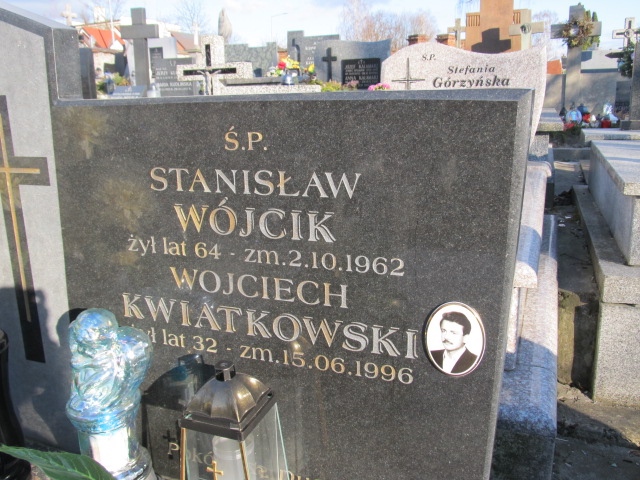 Ś.P.
Stefania
Górzyńska
Ś.P.
STANISŁAW
WÓJCIK
żył lat 64 - zm.2.10.1962
WOJCIECH
KWIATKOWSKI
lat 32 - zm.15.06.1996